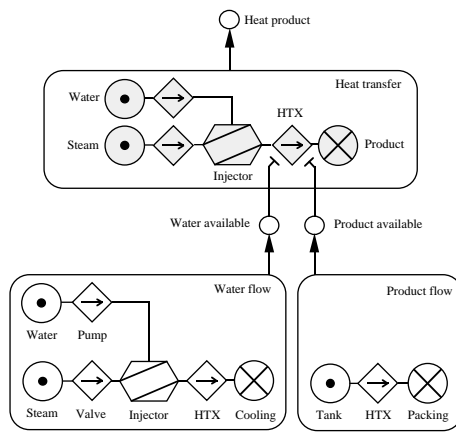 Heat product
Heat transfer
Water
HTX
Steam
Product
Injector
Water available
Product available
Water flow
Product flow
Water
Pump
Steam
Valve
Injector
HTX
Cooling
Tank
HTX
Packing